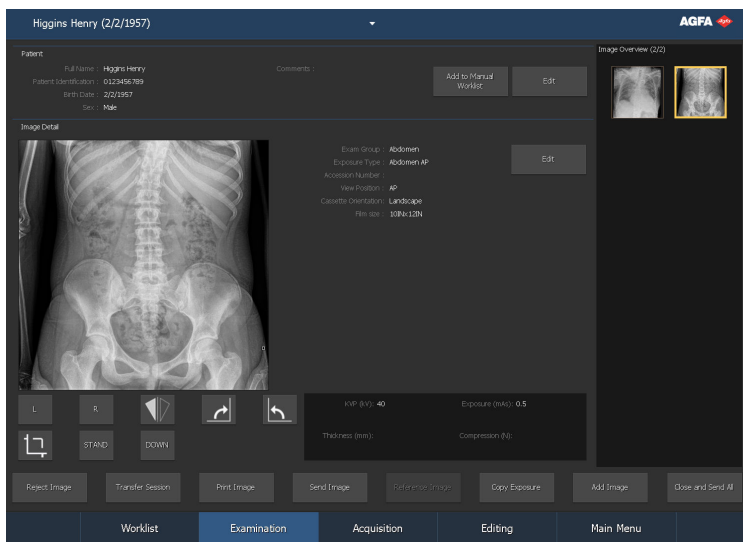 Higgins Henry (2/2/1957)
AGFA
Patient
Full Name : Higgins Henry
Patient Identification : 0123456789
Birth Date : 2/2/1957
Sex : Male
Comments :
Add to Manual
Worklist
Edit
Image Overview (2/2)
Image Detail
Exam Group : Abdomen
Exposure Type : Abdomen AP
Accession Number :
View Position : AP
Cassette Orientation: Landscape
Film size : 10INx12IN
Edit
L
R
STAND
DOWN
KVP (kV): 40
Exposure (mAs): 0.5
Thickness (mm):
Compression (N):
Reject Image
Transfer Session
Print Image
Send Image
Reference Image
Copy Exposure
Add Image
Close and Send All
Worklist
Examination
Acquisition
Editing
Main Menu